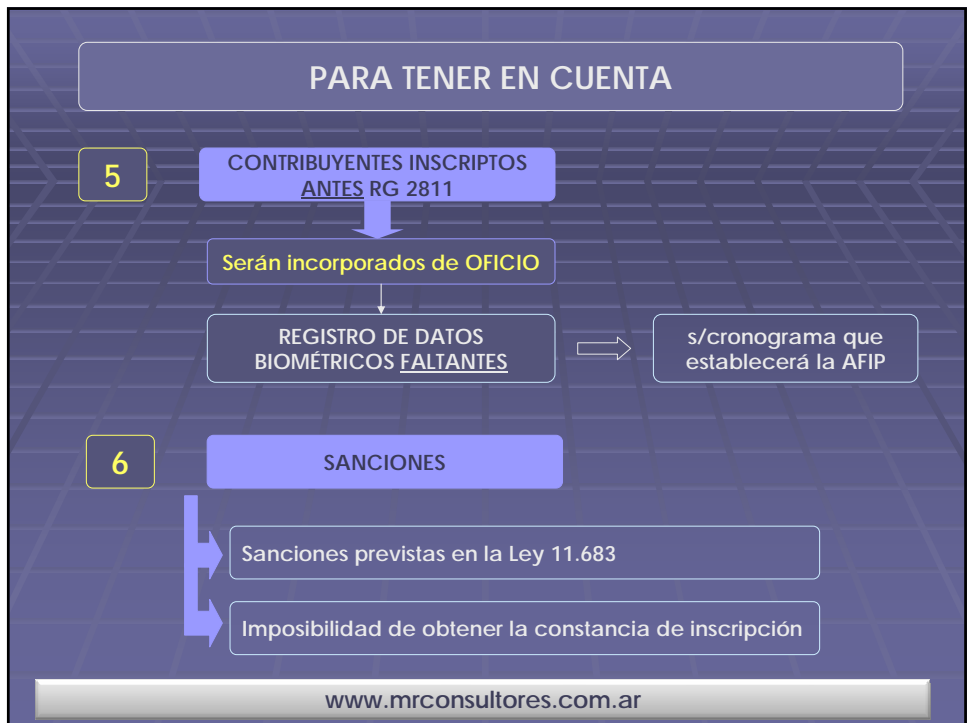 PARA TENER EN CUENTA
5
CONTRIBUYENTES INSCRIPTOS
ANTES RG 2811
Serán incorporados de OFICIO
REGISTRO DE DATOS
BIOMÉTRICOS FALTANTES
s/cronograma que
establecerá la AFIP
6
SANCIONES
Sanciones previstas en la Ley 11.683
Imposibilidad de obtener la constancia de inscripción
www.mrconsultores.com.ar